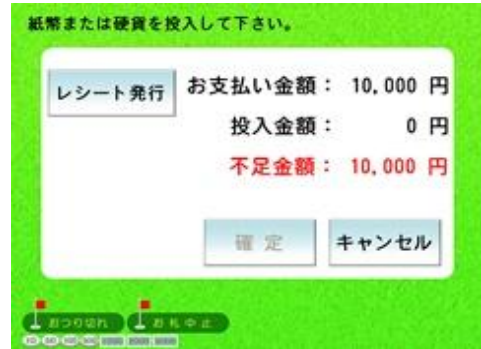 紙幣または硬貨を投入して下さい。
レシート発行
お支払い金額： 10,000 円
投入金額： 0 円
不足金額： 10,000 円
確 定
キャンセル
おつり切れ
お 札 中 止